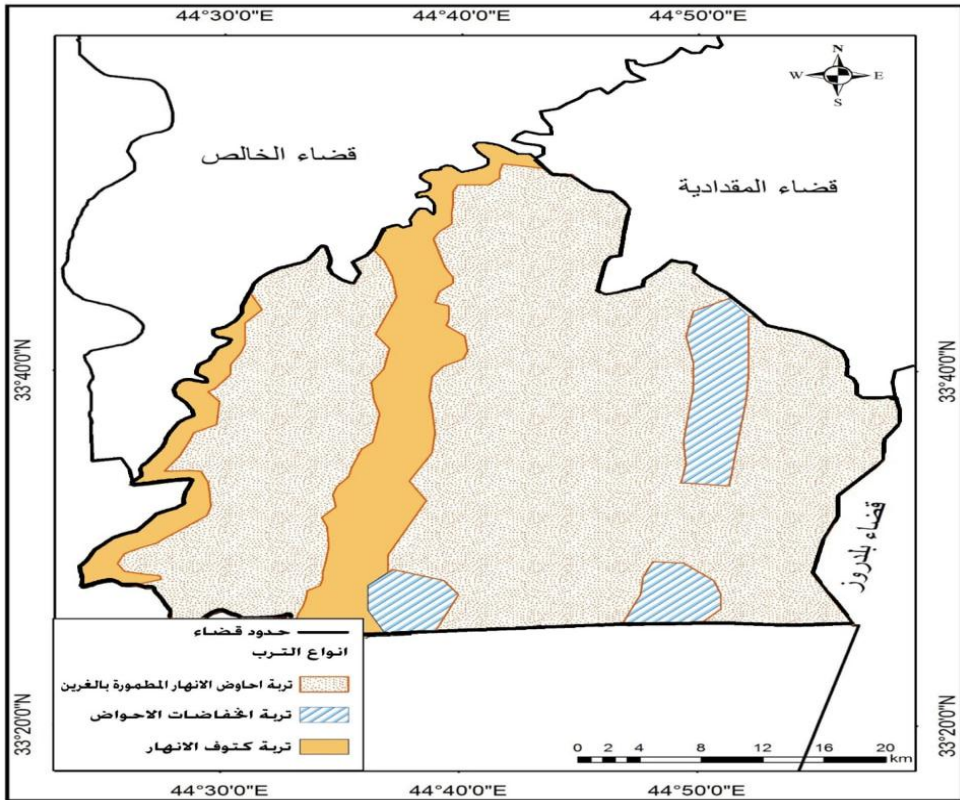 44°30'0"E 44°40'0"E 44°50'0"E
N
W E
S
قضاء الخالص
قضاء المقدادية
33°40'0"N 33°40'0"N
قضاء بلدروز
حدود قضاء
انواع الترب
تربة احاوض الانهار المطمورة بالغرين
تربة انخفاضات الاحواض
تربة كتوف الانهار
33°20'0"N 33°20'0"N
0 2 4 8 12 16 20
km
44°30'0"E 44°40'0"E 44°50'0"E